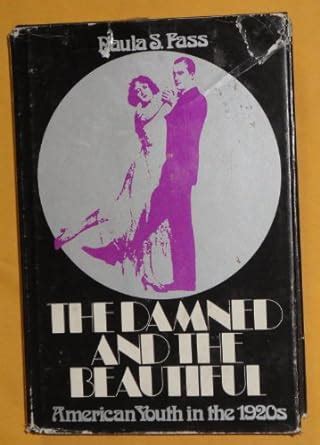 Paula S. Fass
THE DAMNED
AND THE
BEAUTIFUL
American Youth in the 1920s